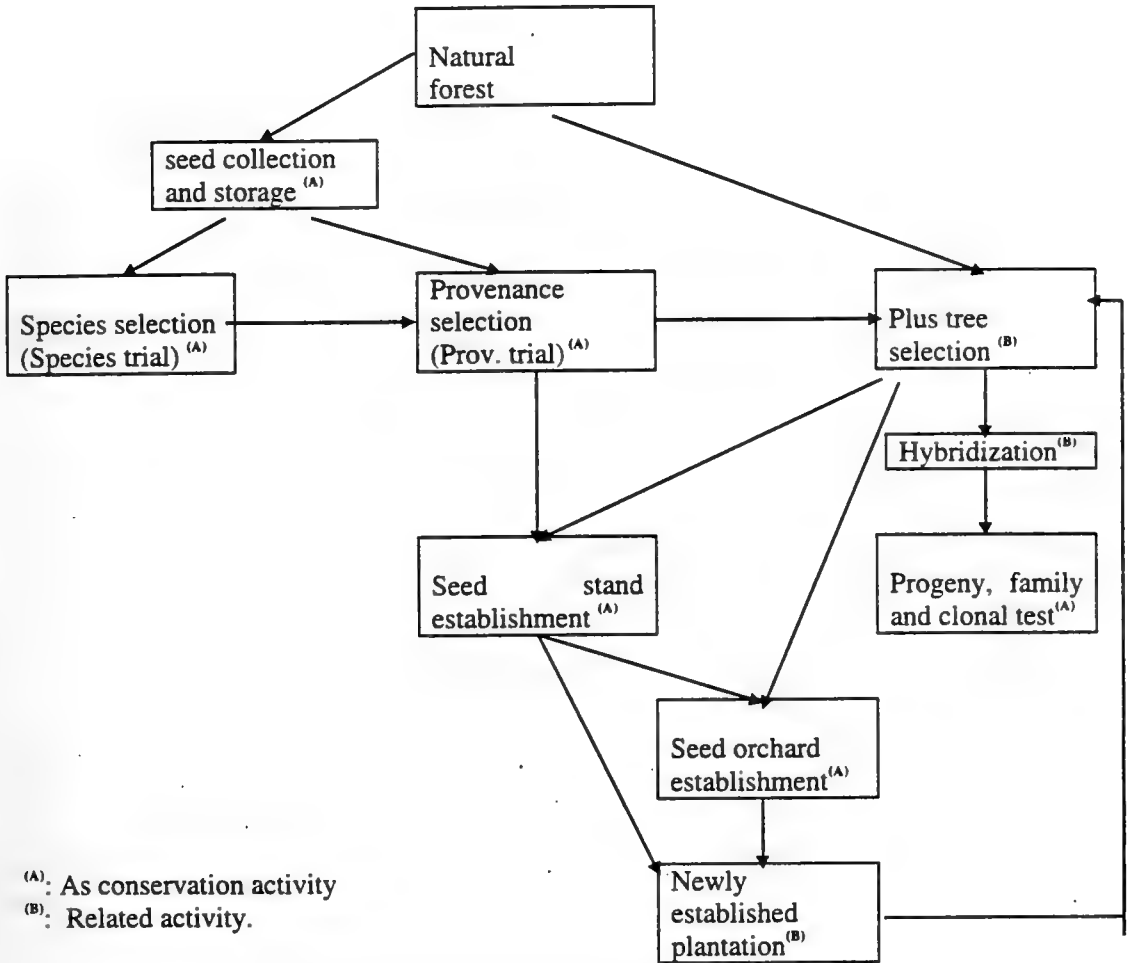 Natural
forest
seed collection
and storage (A)
Species selection
(Species trial) (A)
Provenance
selection
(Prov. trial) (A)
Plus tree
selection (B)
Hybridization(B)
Seed stand
establishment (A)
Progeny, family
and clonal test(A)
Seed orchard
establishment(A)
Newly
established
plantation(B)
(A): As conservation activity
(B): Related activity.